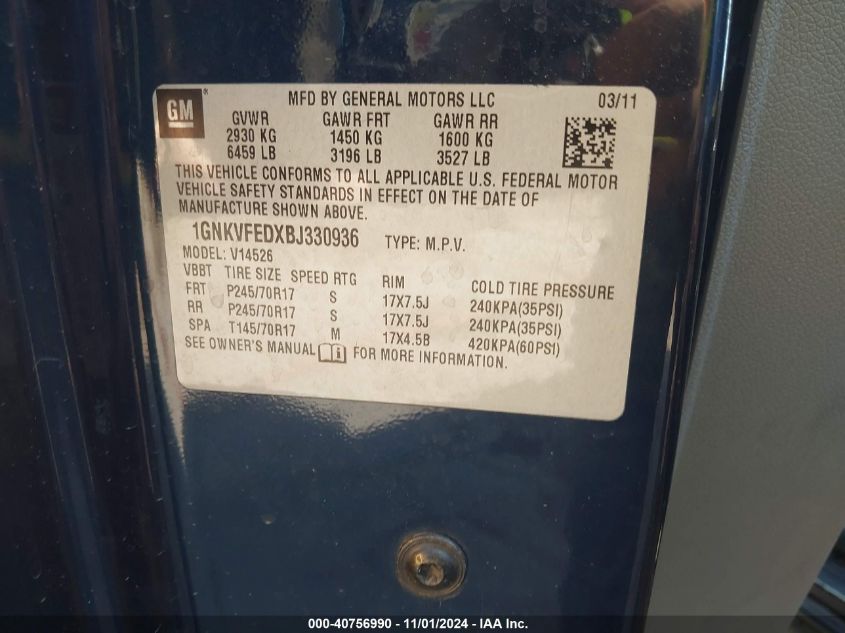 GM
MFD BY GENERAL MOTORS LLC 03/11
GVWR GAWR FRT GAWR RR
2930 KG 1450 KG 1600 KG
6459 LB 3196 LB 3527 LB
THIS VEHICLE CONFORMS TO ALL APPLICABLE U.S. FEDERAL MOTOR
VEHICLE SAFETY STANDARDS IN EFFECT ON THE DATE OF
MANUFACTURE SHOWN ABOVE.
1GNKVFEDXBJ330936 TYPE: M.P.V.
MODEL: V14526
VBBT TIRE SIZE SPEED RTG RIM COLD TIRE PRESSURE
FRT P245/70R17 S 17X7.5J 240KPA(35PSI)
RR P245/70R17 S 17X7.5J 240KPA(35PSI)
SPA T145/70R17 M 17X4.5B 420KPA(60PSI)
SEE OWNER'S MANUAL FOR MORE INFORMATION.
000-40756990 - 11/01/2024 - IAA Inc.